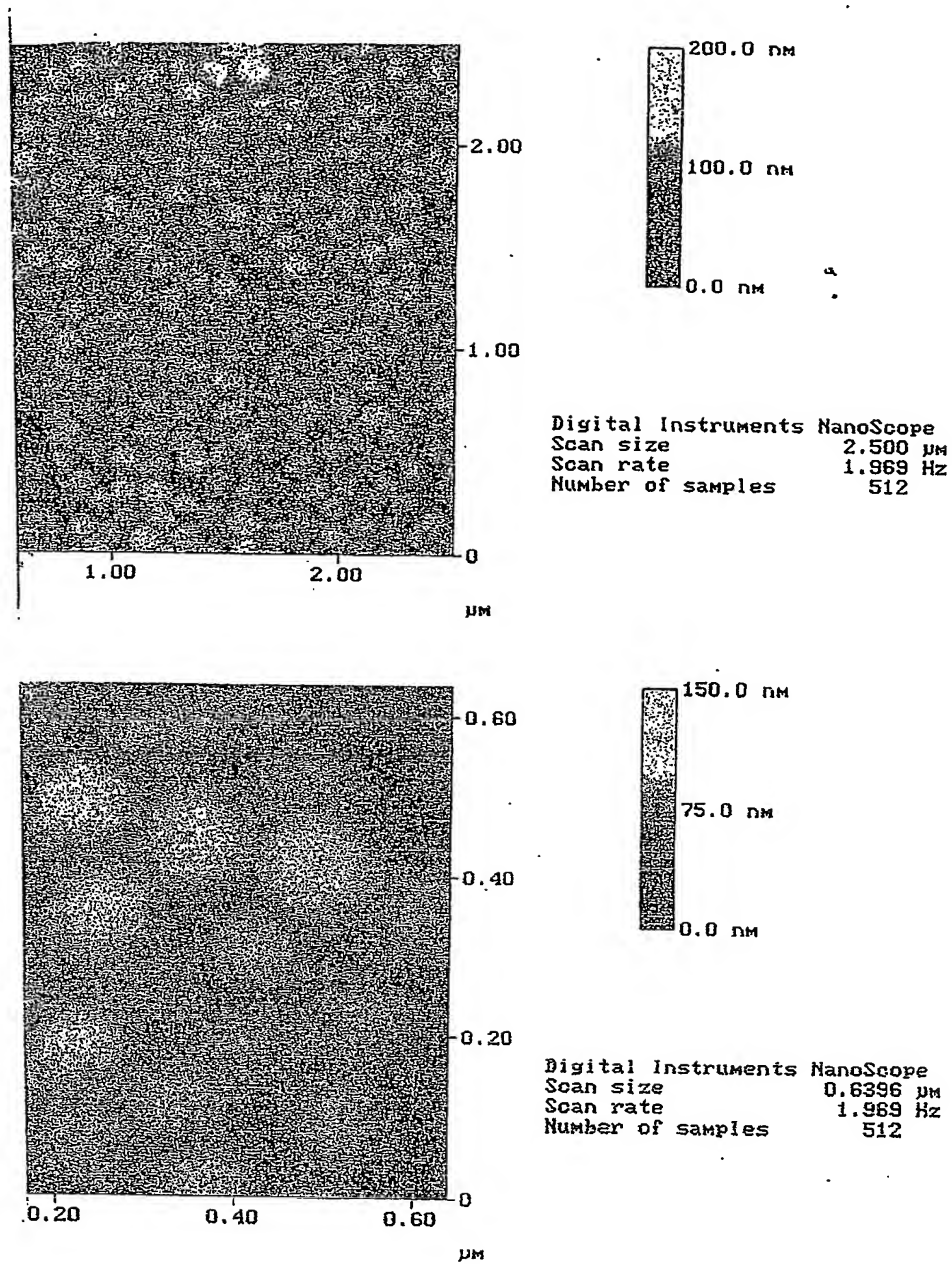 200.0 nM
2.00
100.0 nM
0.0 nM
1.00
Digital Instruments NanoScope
Scan size 2.500 µM
Scan rate 1.969 Hz
Number of samples 512
0
1.00 2.00
µM
150.0 nM
0.60
75.0 nM
0.40
0.0 nM
0.20
Digital Instruments NanoScope
Scan size 0.6396 µM
Scan rate 1.969 Hz
Number of samples 512
0
0.20 0.40 0.60
µM